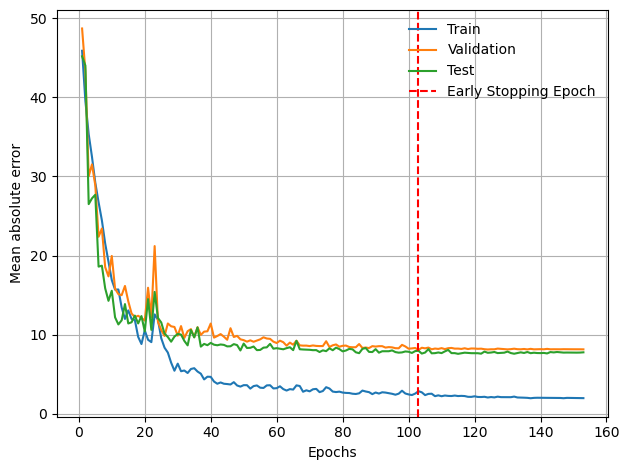 50
40
30
20
10
0
Mean absolute error
Train
Validation
Test
Early Stopping Epoch
0 20 40 60 80 100 120 140 160
Epochs